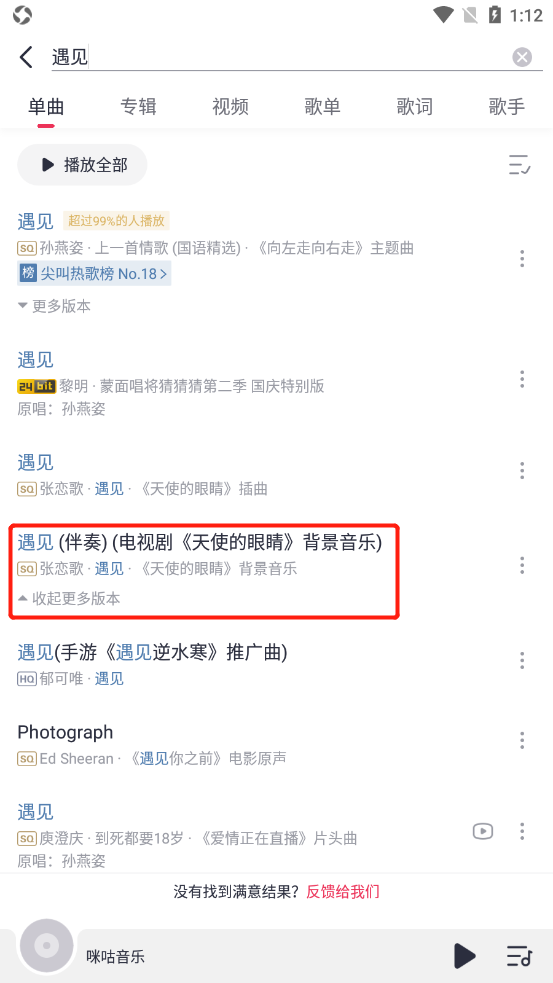 1:12
遇见
单曲 专辑 视频 歌单 歌词 歌手
播放全部
遇见 超过99%的人播放
SQ 孙燕姿 · 上一首情歌 (国语精选) · 《向左走向右走》主题曲
榜 尖叫热歌榜 No.18 >
更多版本
遇见
24 bit 黎明 · 蒙面唱将猜猜猜第二季 国庆特别版
原唱：孙燕姿
遇见
SQ 张恋歌 · 遇见 · 《天使的眼睛》插曲
遇见 (伴奏) (电视剧《天使的眼睛》背景音乐)
SQ 张恋歌 · 遇见 · 《天使的眼睛》背景音乐
收起更多版本
遇见(手游《遇见逆水寒》推广曲)
HQ 郁可唯 · 遇见
Photograph
SQ Ed Sheeran · 《遇见你之前》电影原声
遇见
SQ 庾澄庆 · 到死都要18岁 · 《爱情正在直播》片头曲
原唱：孙燕姿
没有找到满意结果？反馈给我们
咪咕音乐